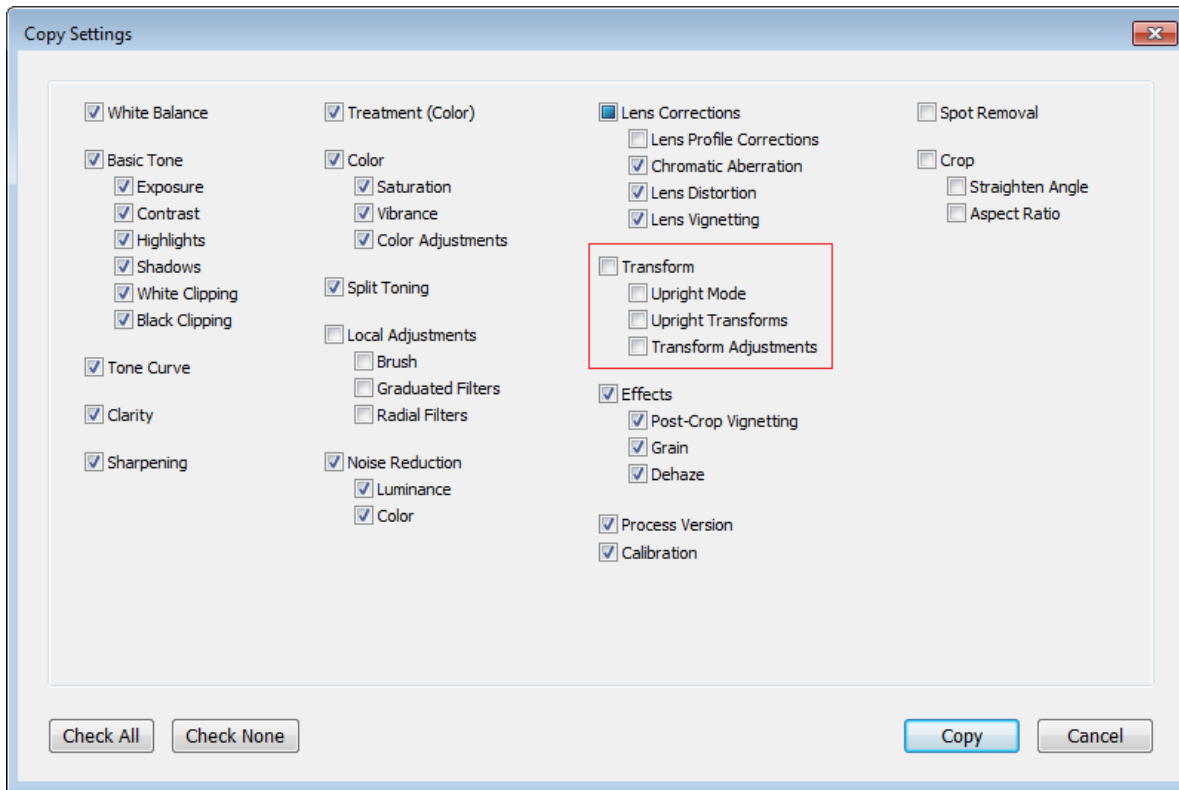 Copy Settings
White Balance
Basic Tone
Exposure
Contrast
Highlights
Shadows
White Clipping
Black Clipping
Tone Curve
Clarity
Sharpening
Treatment (Color)
Color
Saturation
Vibrance
Color Adjustments
Split Toning
Local Adjustments
Brush
Graduated Filters
Radial Filters
Noise Reduction
Luminance
Color
Lens Corrections
Lens Profile Corrections
Chromatic Aberration
Lens Distortion
Lens Vignetting
Transform
Upright Mode
Upright Transforms
Transform Adjustments
Effects
Post-Crop Vignetting
Grain
Dehaze
Process Version
Calibration
Spot Removal
Crop
Straighten Angle
Aspect Ratio
Check All
Check None
Copy
Cancel